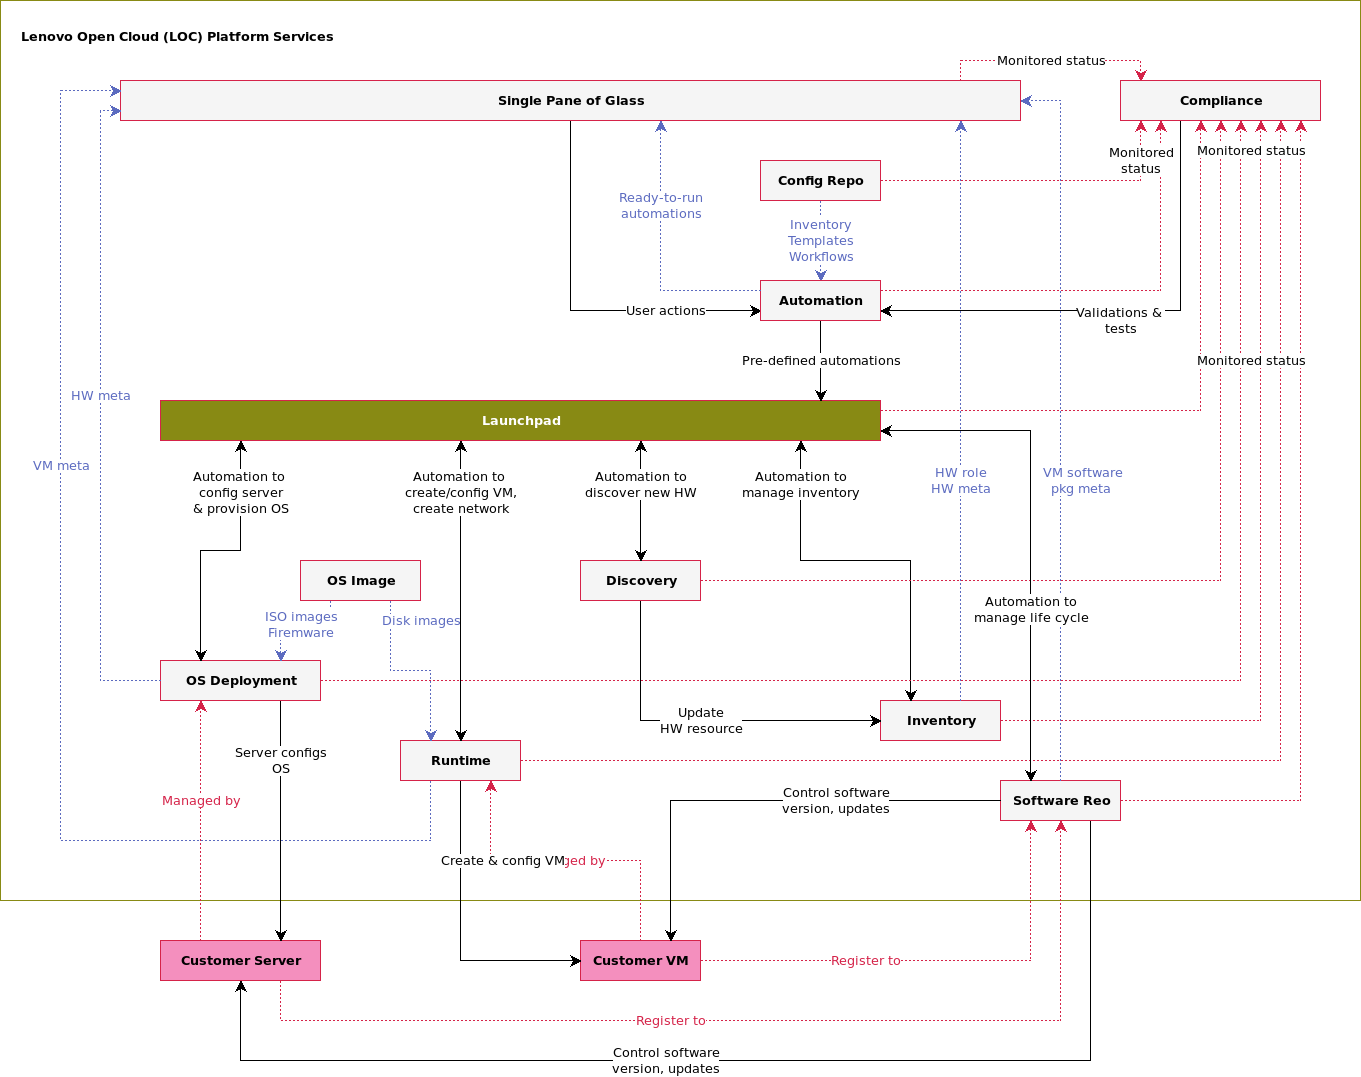 Lenovo Open Cloud (LOC) Platform Services
Monitored status
Single Pane of Glass
Compliance
Monitored
status
Monitored status
Config Repo
Ready-to-run
automations
Inventory
Templates
Workflows
Automation
User actions
Validations &
tests
Pre-defined automations
Monitored status
HW meta
Launchpad
VM meta
Automation to
config server
& provision OS
Automation to
create/config VM,
create network
Automation to
discover new HW
Automation to
manage inventory
HW role
HW meta
VM software
pkg meta
OS Image
Discovery
Automation to
manage life cycle
ISO images
Firemware
Disk images
OS Deployment
Update
HW resource
Inventory
Server configs
OS
Runtime
Managed by
Control software
version, updates
Software Reo
Create & config VM
ged by
Customer Server
Customer VM
Register to
Register to
Control software
version, updates